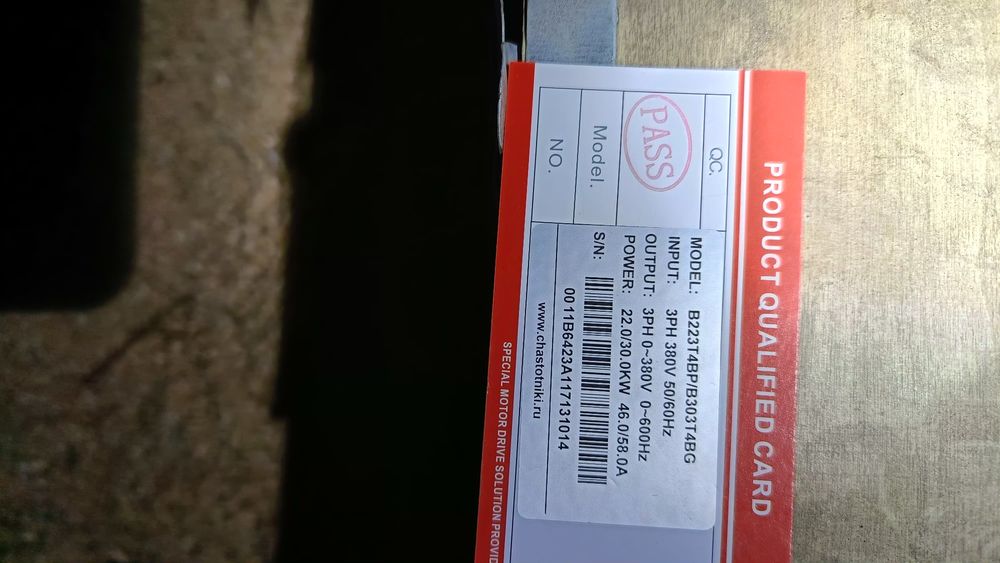 PRODUCT QUALIFIED CARD
QC.
PASS
Model.
NO.
MODEL: B223T4BP/B303T4BG
INPUT: 3PH 380V 50/60Hz
OUTPUT: 3PH 0~380V 0~600Hz
POWER: 22.0/30.0KW 46.0/58.0A
S/N:
0011B6423A117131014
www.chastotniki.ru
SPECIAL MOTOR DRIVE SOLUTION